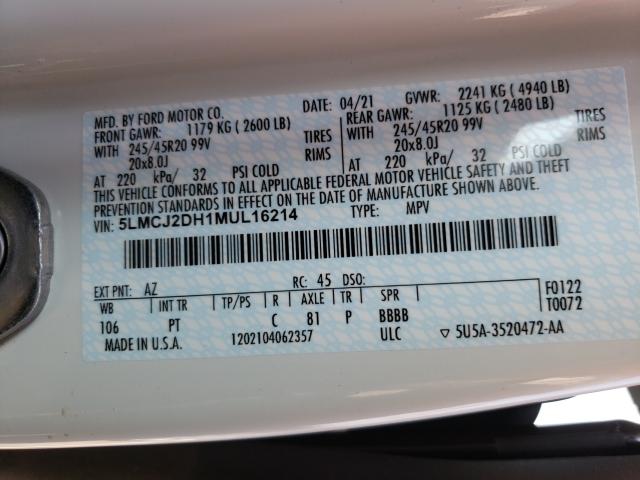 MFD. BY FORD MOTOR CO.
DATE: 04/21 GVWR: 2241 KG ( 4940 LB)
FRONT GAWR: 1179 KG ( 2600 LB) REAR GAWR: 1125 KG ( 2480 LB)
WITH 245/45R20 99V TIRES WITH 245/45R20 99V TIRES
20x8.0J RIMS 20x8.0J RIMS
AT 220 kPa/ 32 PSI COLD AT 220 kPa/ 32 PSI COLD
THIS VEHICLE CONFORMS TO ALL APPLICABLE FEDERAL MOTOR VEHICLE SAFETY AND THEFT
PREVENTION STANDARDS IN EFFECT ON THE DATE OF MANUFACTURE SHOWN ABOVE.
VIN: 5LMCJ2DH1MUL16214 TYPE: MPV
EXT PNT: AZ RC: 45 DSO: F0122
WB INT TR TP/PS R AXLE TR SPR T0072
106 PT C 81 P BBBB
MADE IN U.S.A. 1202104062357 ULC ▽ 5U5A-3520472-AA